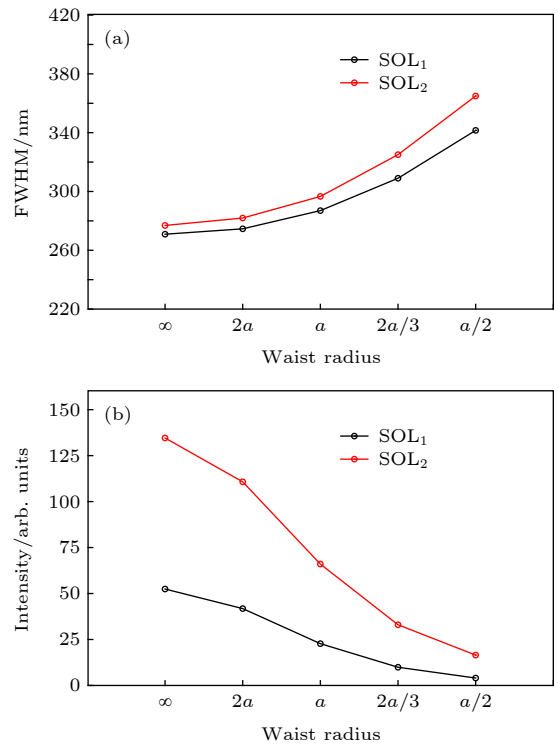 (a)
SOL₁
SOL₂
FWHM/nm
420
380
340
300
260
220
∞ 2a a 2a/3 a/2
Waist radius
(b)
SOL₁
SOL₂
Intensity/arb. units
150
125
100
75
50
25
0
∞ 2a a 2a/3 a/2
Waist radius